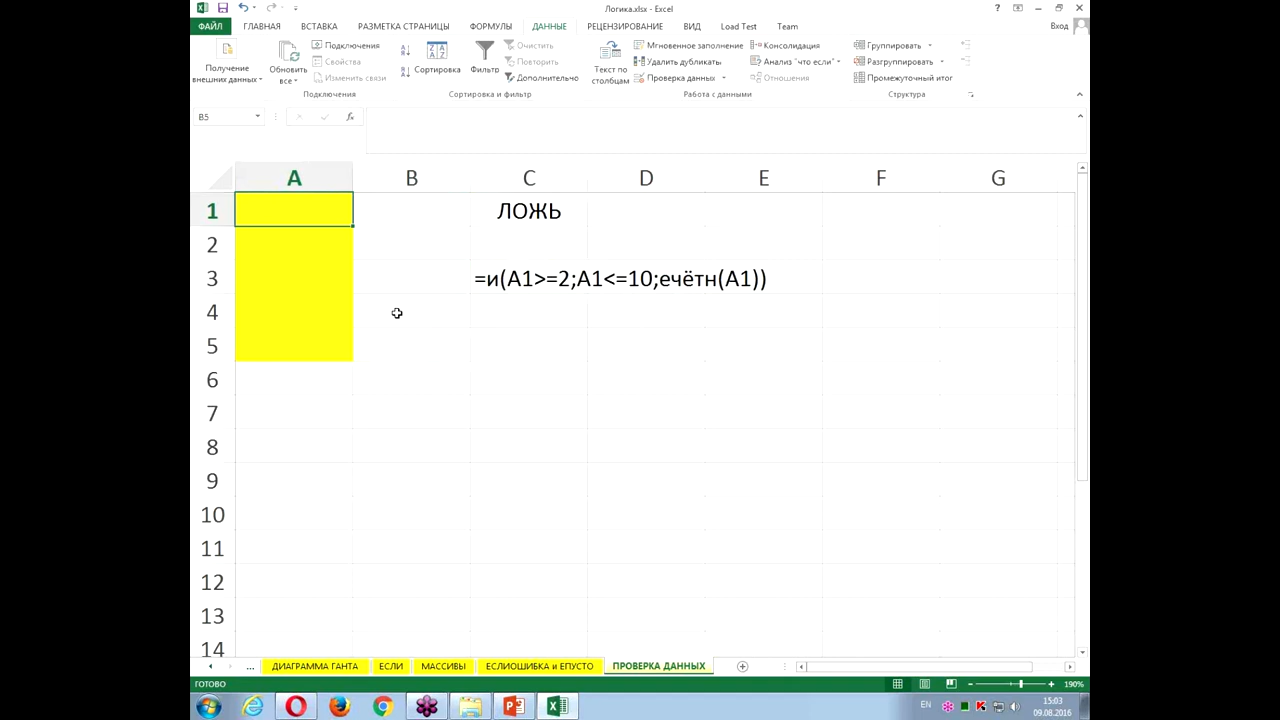 Логика.xlsx - Excel
ФАЙЛ ГЛАВНАЯ ВСТАВКА РАЗМЕТКА СТРАНИЦЫ ФОРМУЛЫ ДАННЫЕ РЕЦЕНЗИРОВАНИЕ ВИД Load Test Team Вход
Получение внешних данных
Обновить все
Подключения
Свойства
Изменить связи
Подключения
Сортировка
Фильтр
Очистить
Повторить
Дополнительно
Сортировка и фильтр
Текст по столбцам
Мгновенное заполнение
Удалить дубликаты
Проверка данных
Консолидация
Анализ "что если"
Отношения
Работа с данными
Группировать
Разгруппировать
Промежуточный итог
Структура
B5
A B C D E F G
1 ЛОЖЬ
2
3 =и(A1>=2;A1<=10;ечётн(A1))
4
5
6
7
8
9
10
11
12
13
14
... ДИАГРАММА ГАНТА ЕСЛИ МАССИВЫ ЕСЛИОШИБКА и ЕПУСТО ПРОВЕРКА ДАННЫХ
ГОТОВО 190%
EN 15:03
09.08.2016